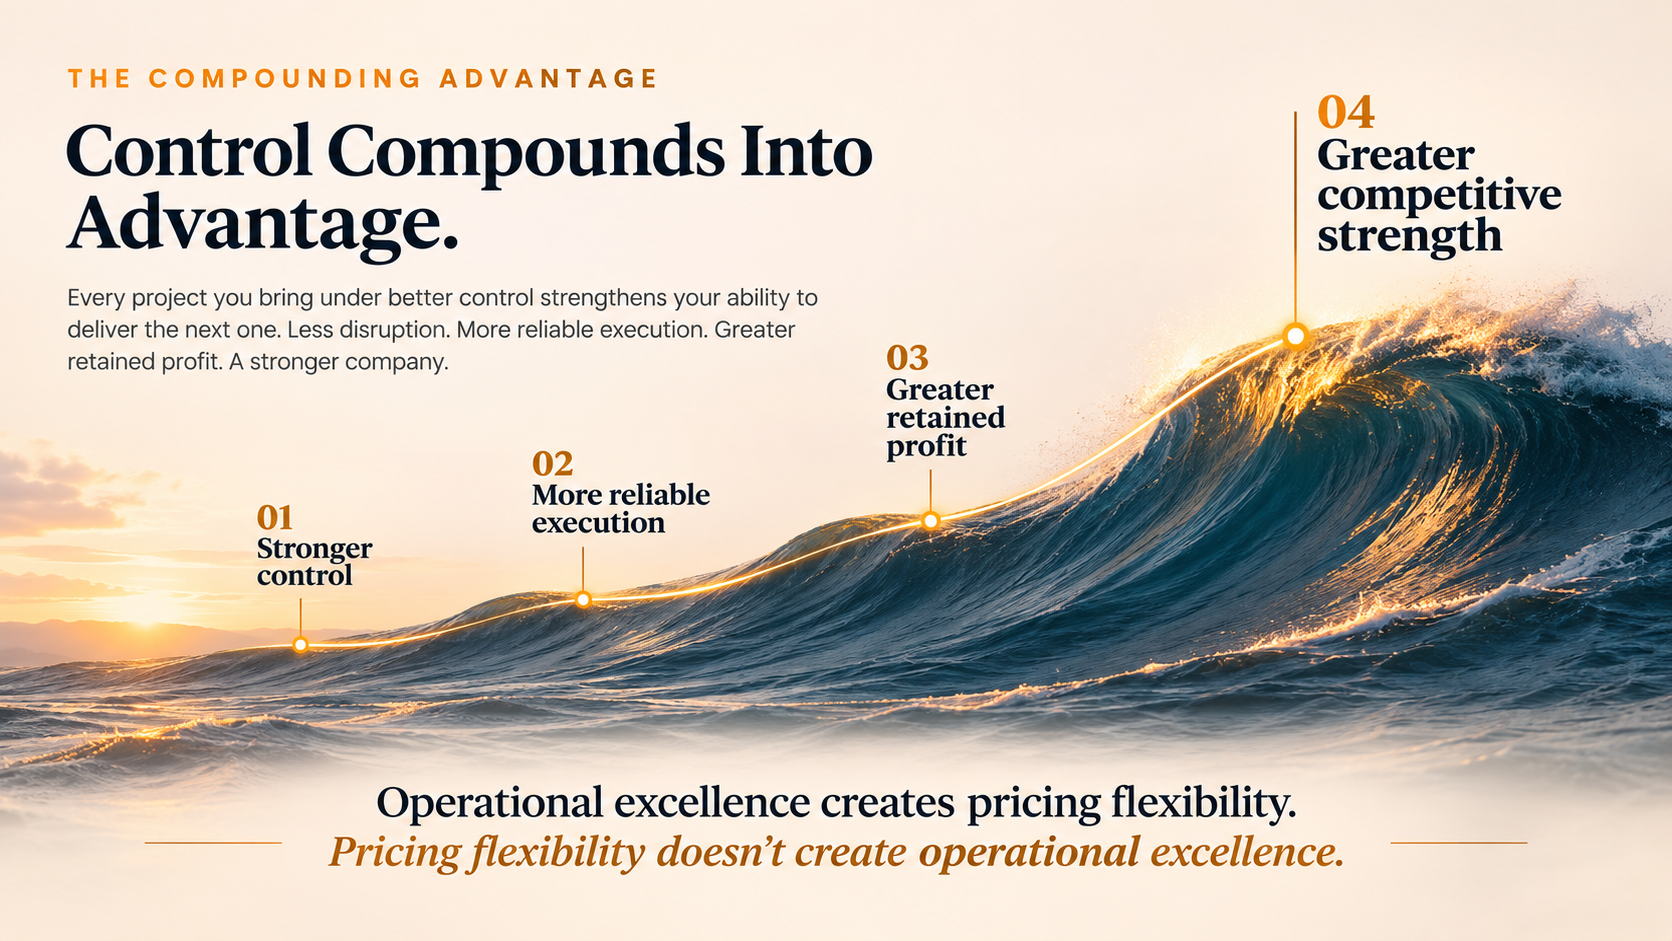 THE COMPOUNDING ADVANTAGE
Control Compounds Into
Advantage.
Every project you bring under better control strengthens your ability to
deliver the next one. Less disruption. More reliable execution. Greater
retained profit. A stronger company.
01
Stronger
control
02
More reliable
execution
03
Greater
retained
profit
04
Greater
competitive
strength
Operational excellence creates pricing flexibility.
Pricing flexibility doesn’t create operational excellence.